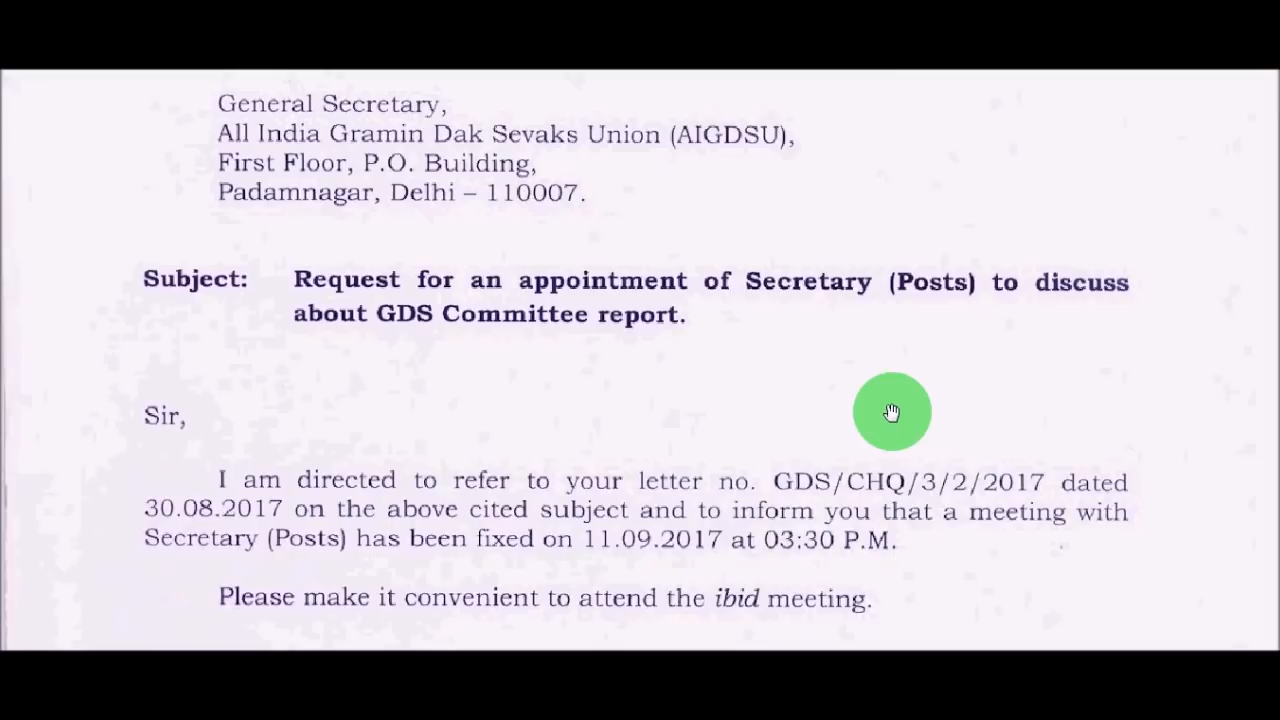 General Secretary,
All India Gramin Dak Sevaks Union (AIGDSU),
First Floor, P.O. Building,
Padamnagar, Delhi – 110007.
Subject: Request for an appointment of Secretary (Posts) to discuss
about GDS Committee report.
Sir,
I am directed to refer to your letter no. GDS/CHQ/3/2/2017 dated
30.08.2017 on the above cited subject and to inform you that a meeting with
Secretary (Posts) has been fixed on 11.09.2017 at 03:30 P.M.
Please make it convenient to attend the ibid meeting.